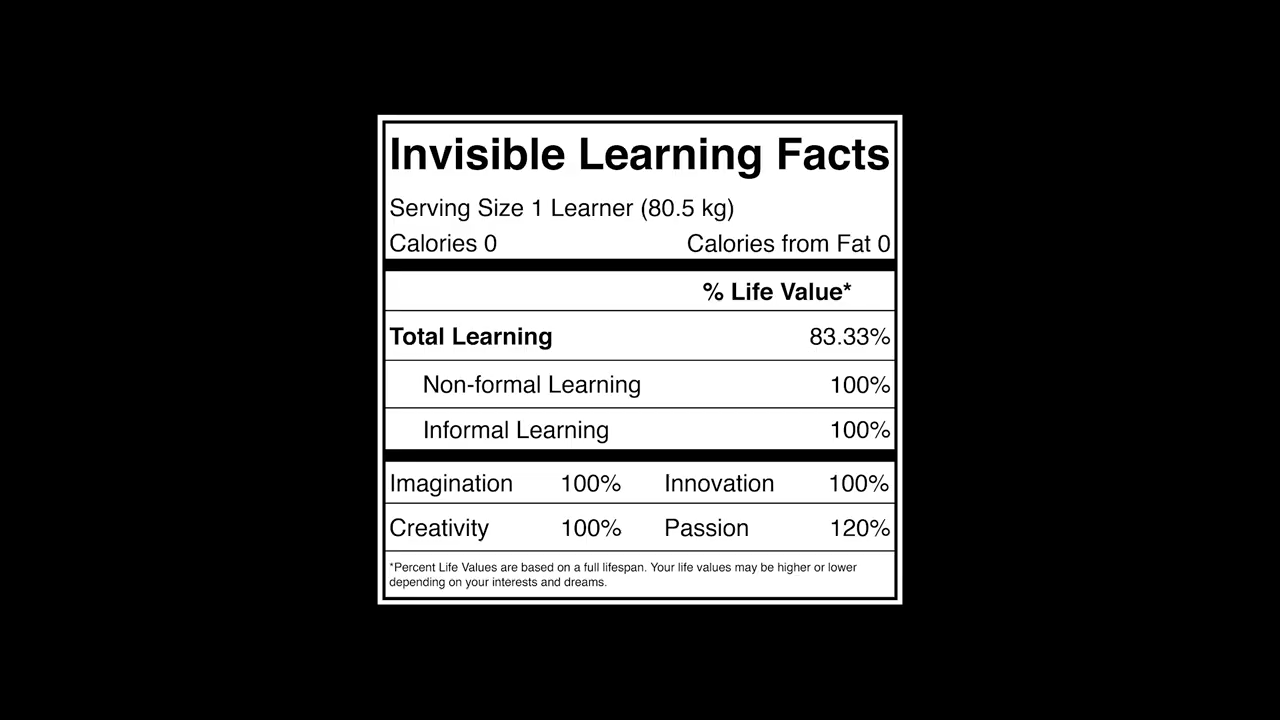 Invisible Learning Facts
Serving Size 1 Learner (80.5 kg)
Calories 0 Calories from Fat 0
% Life Value*
Total Learning 83.33%
Non-formal Learning 100%
Informal Learning 100%
Imagination 100% Innovation 100%
Creativity 100% Passion 120%
*Percent Life Values are based on a full lifespan. Your life values may be higher or lower
depending on your interests and dreams.